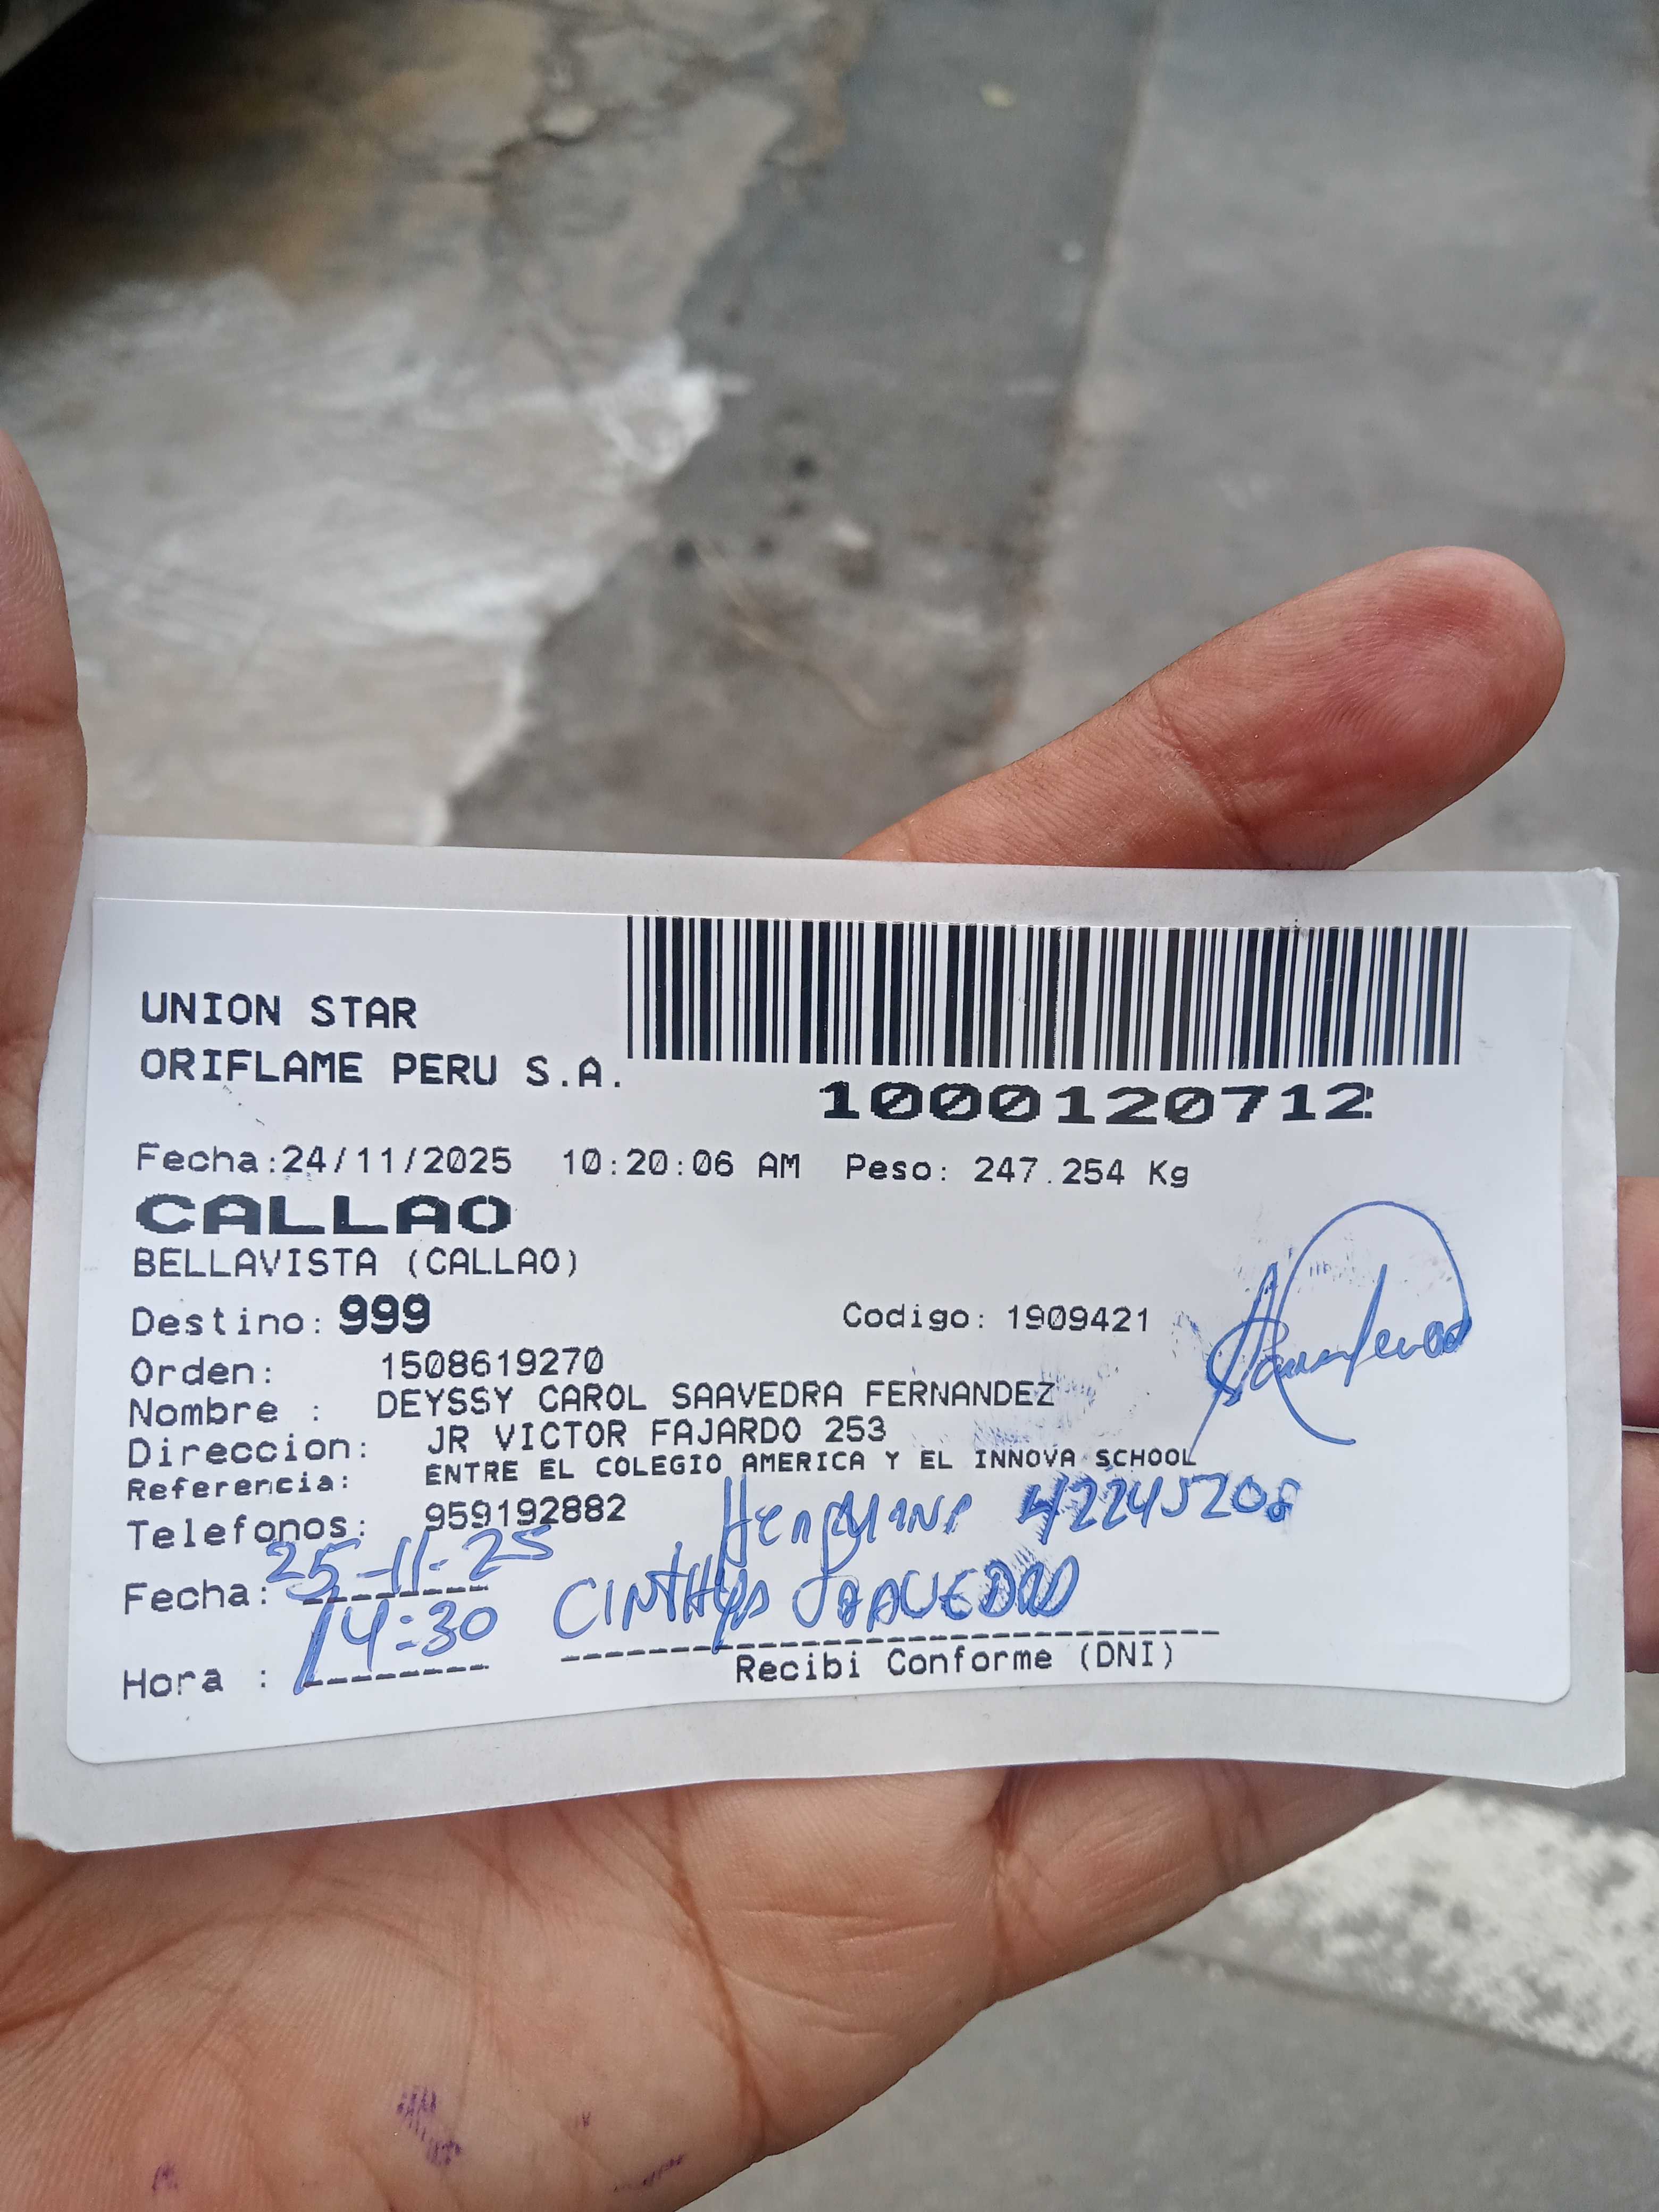 UNION STAR
ORIFLAME PERU S.A.
1000120712
Fecha:24/11/2025 10:20:06 AM Peso: 247.254 Kg
CALLAO
BELLAVISTA (CALLAO)
Destino: 999 Codigo: 1909421
Orden: 1508619270
Nombre : DEYSSY CAROL SAAVEDRA FERNANDEZ
Direccion: JR VICTOR FAJARDO 253
Referencia: ENTRE EL COLEGIO AMERICA Y EL INNOVA SCHOOL
Telefonos: 959192882
Fecha: 25-11-25
Hora : 14:30
CINTHYA SAAVEDRA
Recibi Conforme (DNI)